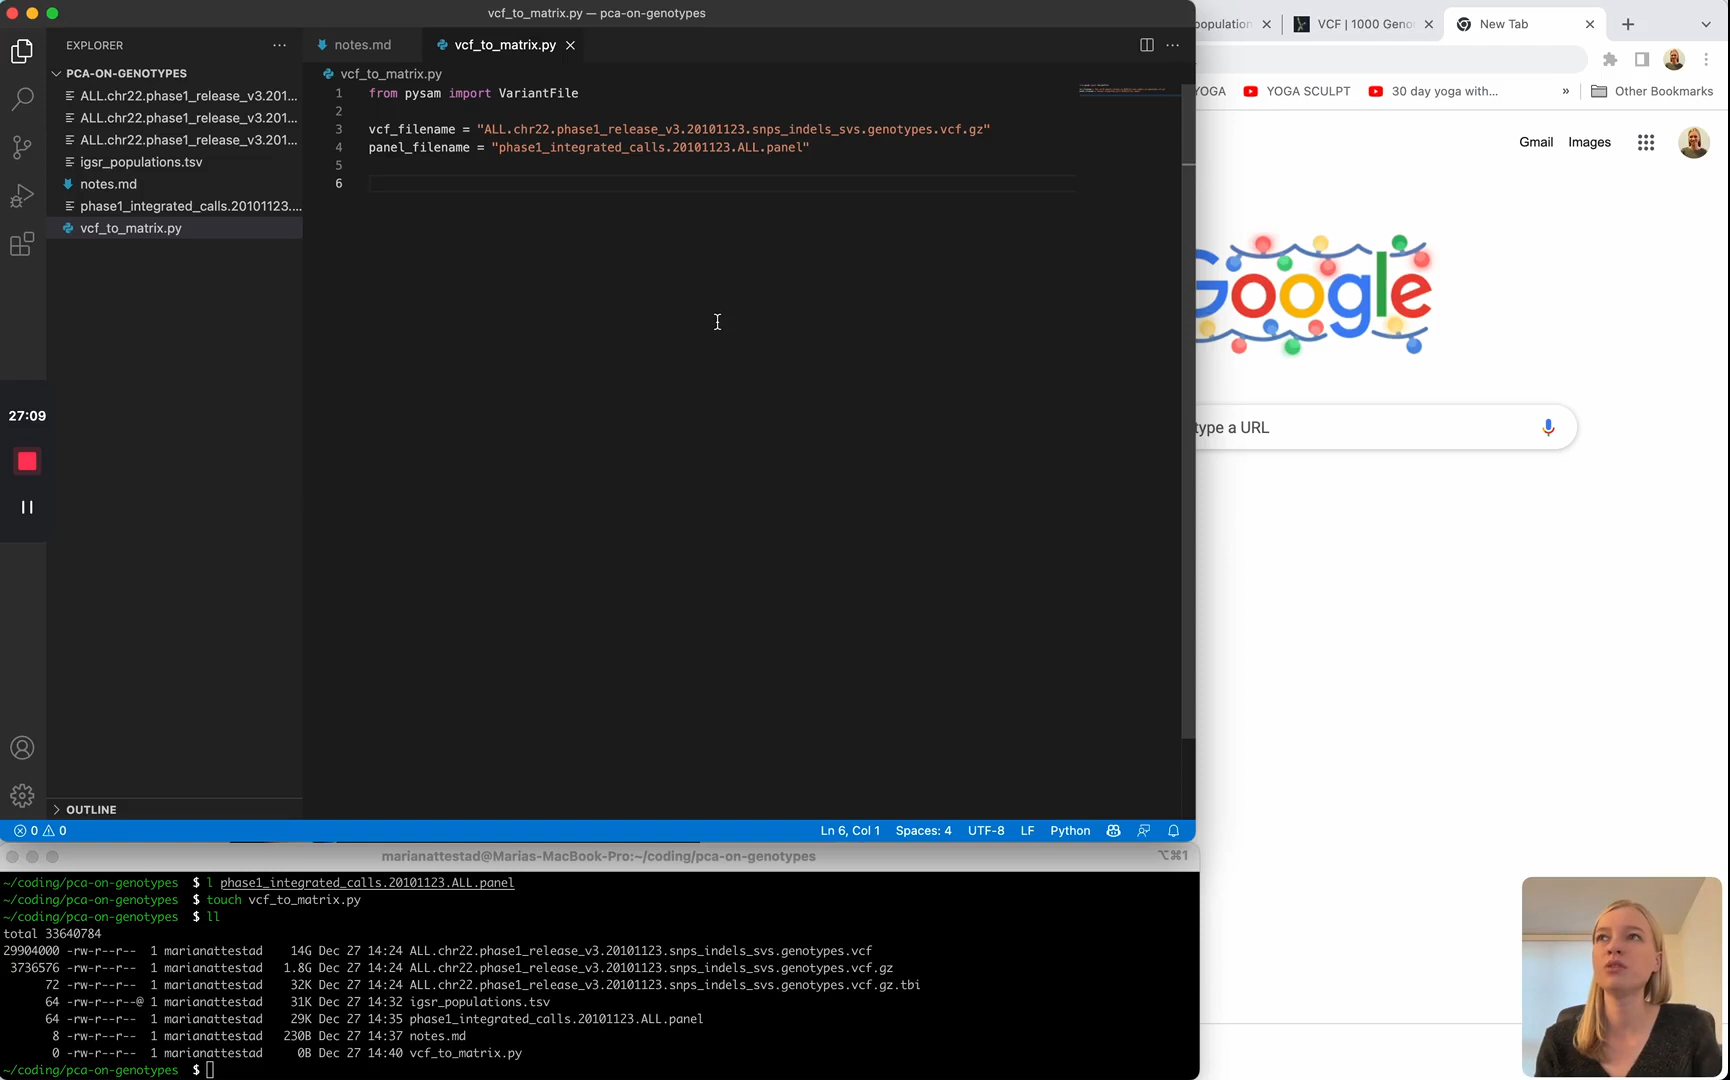 vcf_to_matrix.py — pca-on-genotypes
EXPLORER
PCA-ON-GENOTYPES
ALL.chr22.phase1_release_v3.201...
ALL.chr22.phase1_release_v3.201...
ALL.chr22.phase1_release_v3.201...
igsr_populations.tsv
notes.md
phase1_integrated_calls.20101123....
vcf_to_matrix.py
27:09
OUTLINE
notes.md
vcf_to_matrix.py
vcf_to_matrix.py
1 from pysam import VariantFile
2
3 vcf_filename = "ALL.chr22.phase1_release_v3.20101123.snps_indels_svs.genotypes.vcf.gz"
4 panel_filename = "phase1_integrated_calls.20101123.ALL.panel"
5
6
0 0
Ln 6, Col 1 Spaces: 4 UTF-8 LF Python
population VCF | 1000 Geno New Tab
YOGA YOGA SCULPT 30 day yoga with... » Other Bookmarks
Gmail Images
Google
type a URL
marianattestad@Marias-MacBook-Pro:~/coding/pca-on-genotypes
⌥⌘1
~/coding/pca-on-genotypes $ l phase1_integrated_calls.20101123.ALL.panel
~/coding/pca-on-genotypes $ touch vcf_to_matrix.py
~/coding/pca-on-genotypes $ ll
total 33640784
29904000 -rw-r--r-- 1 marianattestad 14G Dec 27 14:24 ALL.chr22.phase1_release_v3.20101123.snps_indels_svs.genotypes.vcf
3736576 -rw-r--r-- 1 marianattestad 1.8G Dec 27 14:24 ALL.chr22.phase1_release_v3.20101123.snps_indels_svs.genotypes.vcf.gz
72 -rw-r--r-- 1 marianattestad 32K Dec 27 14:24 ALL.chr22.phase1_release_v3.20101123.snps_indels_svs.genotypes.vcf.gz.tbi
64 -rw-r--r--@ 1 marianattestad 31K Dec 27 14:32 igsr_populations.tsv
64 -rw-r--r-- 1 marianattestad 29K Dec 27 14:35 phase1_integrated_calls.20101123.ALL.panel
8 -rw-r--r-- 1 marianattestad 230B Dec 27 14:37 notes.md
0 -rw-r--r-- 1 marianattestad 0B Dec 27 14:40 vcf_to_matrix.py
~/coding/pca-on-genotypes $